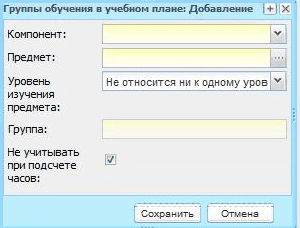 Группы обучения в учебном плане: Добавление
Компонент:
Предмет:
Уровень
изучения
предмета:
Не относится ни к одному уров
Группа:
Не учитывать
при подсчете
часов:
Сохранить
Отмена